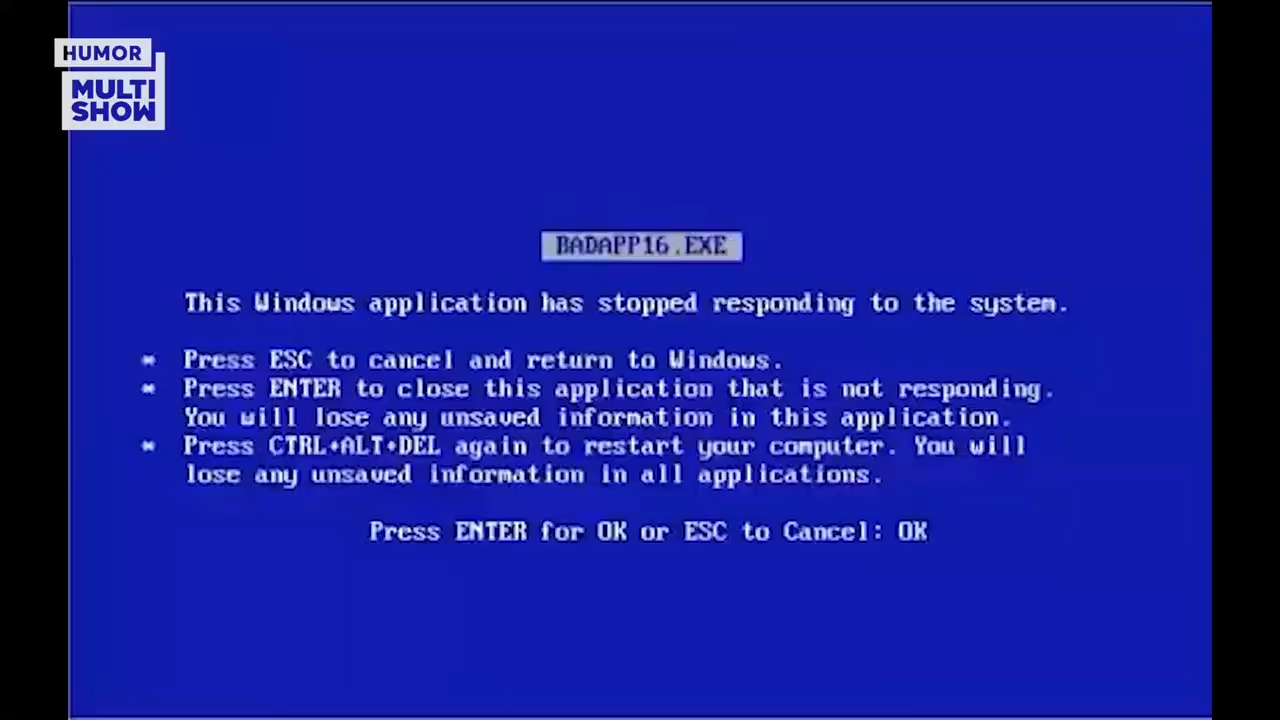 HUMOR
MULTI
SHOW
BADAPP16.EXE
This Windows application has stopped responding to the system.
* Press ESC to cancel and return to Windows.
* Press ENTER to close this application that is not responding.
You will lose any unsaved information in this application.
* Press CTRL+ALT+DEL again to restart your computer. You will
lose any unsaved information in all applications.
Press ENTER for OK or ESC to Cancel: OK